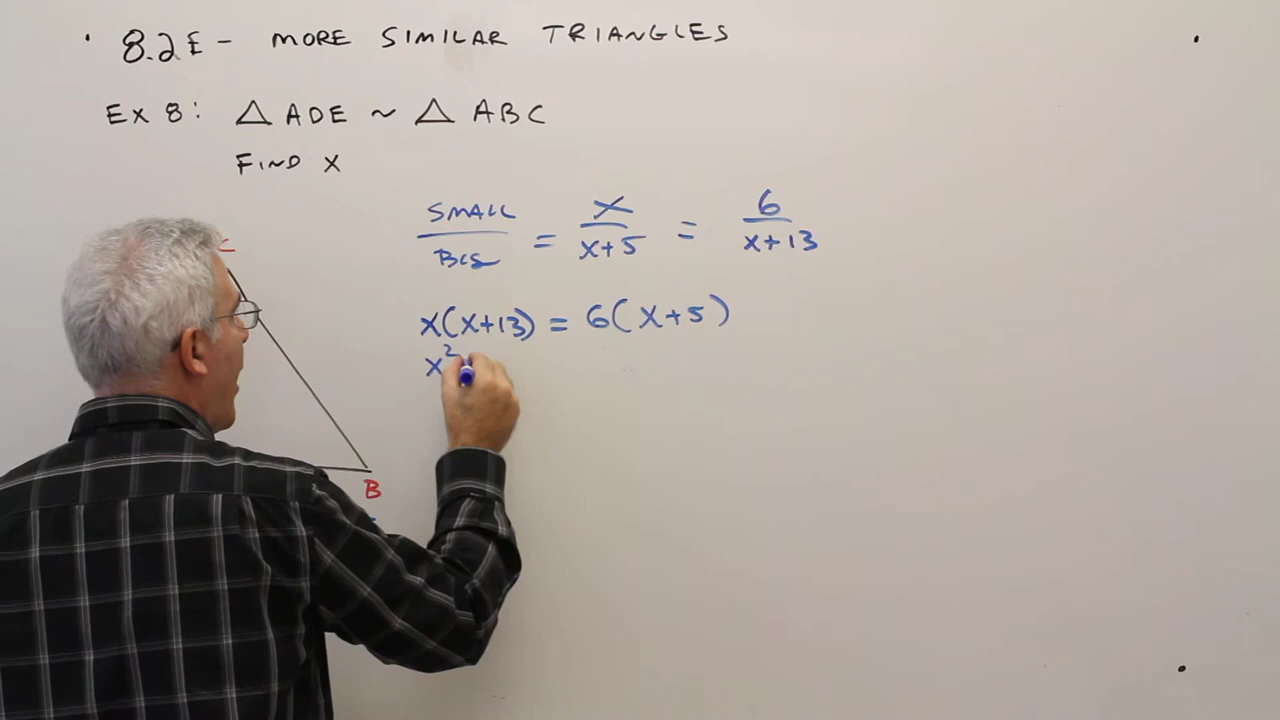 8.2E - MORE SIMILAR TRIANGLES
Ex 8: △ ADE ~ △ ABC
FIND X
SMALL/BIG = x/x+5 = 6/x+13
x(x+13) = 6(x+5)
x²
C
B